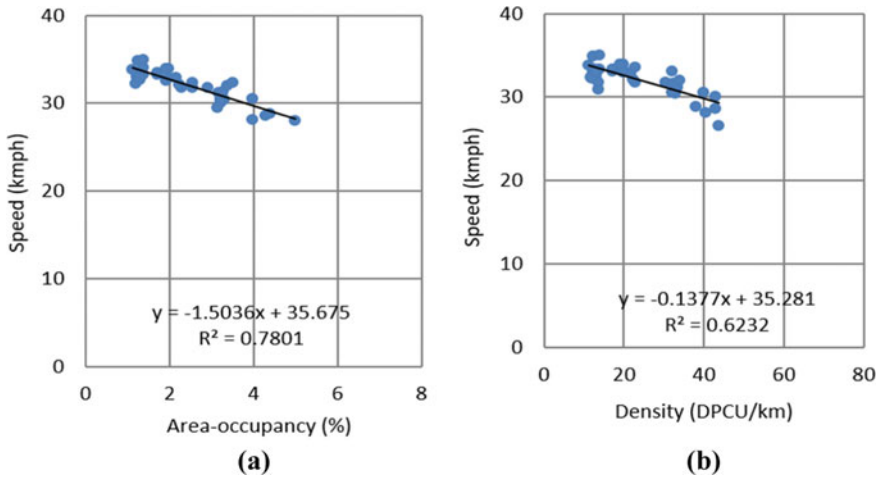 40
30
20
10
0
Speed (kmph)
y = -1.5036x + 35.675
R² = 0.7801
0 2 4 6 8
Area-occupancy (%)
(a)
40
30
20
10
0
Speed (kmph)
y = -0.1377x + 35.281
R² = 0.6232
0 20 40 60 80
Density (DPCU/km)
(b)